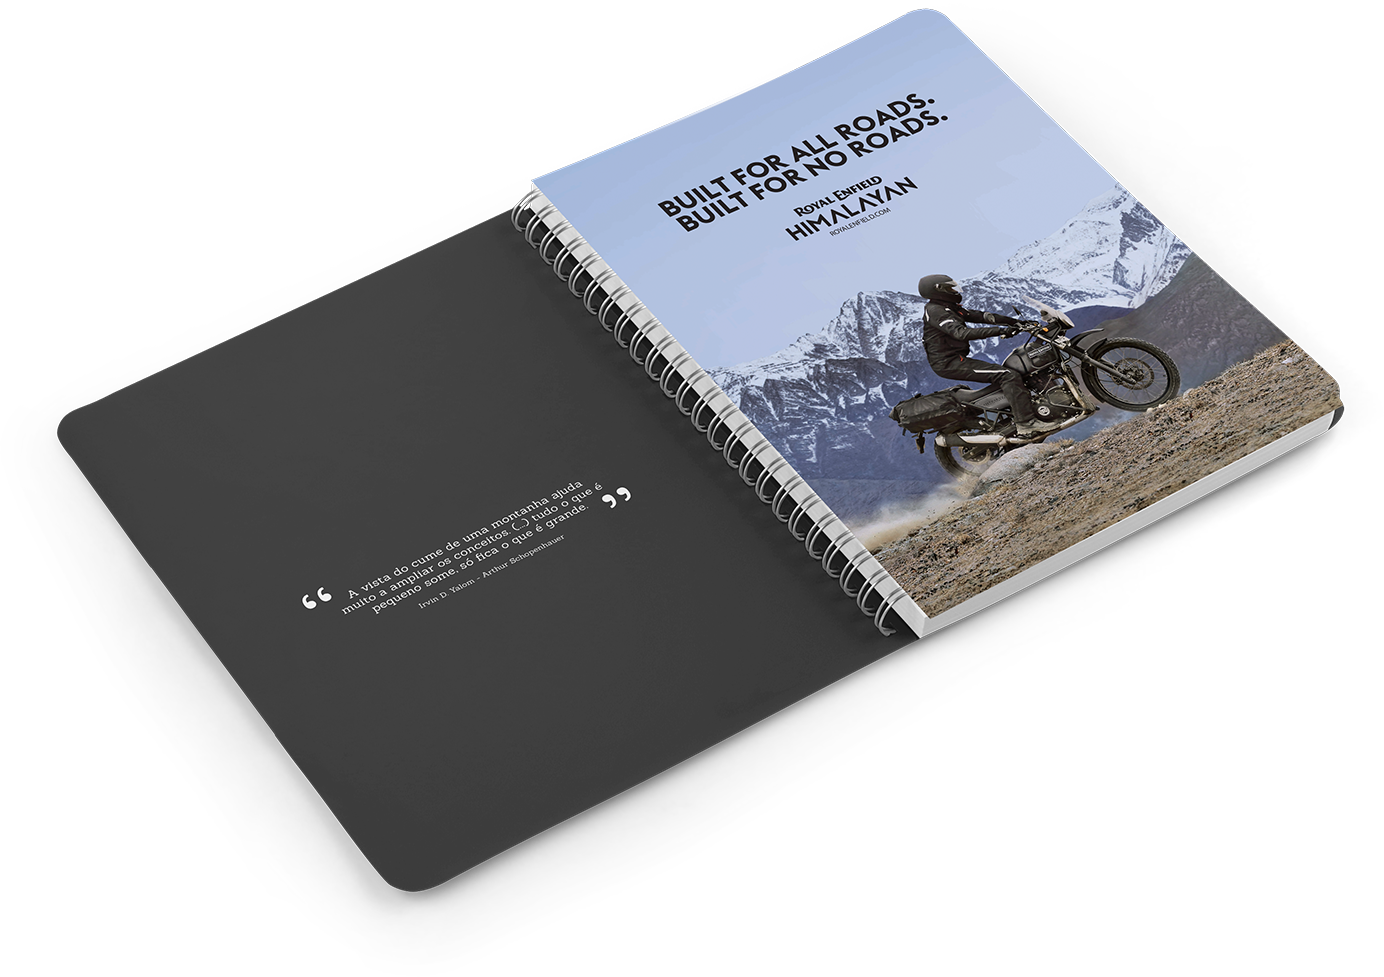 “ A vista do cume de uma montanha ajuda
muito a ampliar os conceitos. (...) tudo o que é
pequeno some, só fica o que é grande. ”
Irvin D. Yalom - Arthur Schopenhauer
BUILT FOR ALL ROADS.
BUILT FOR NO ROADS.
ROYAL ENFIELD
HIMALAYAN
ROYALENFIELD.COM